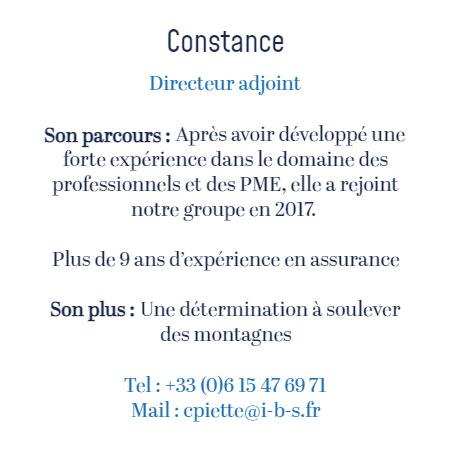 Constance
Directeur adjoint
Son parcours : Après avoir développé une
forte expérience dans le domaine des
professionnels et des PME, elle a rejoint
notre groupe en 2017.
Plus de 9 ans d'expérience en assurance
Son plus : Une détermination à soulever
des montagnes
Tel : +33 (0)6 15 47 69 71
Mail : cpiette@i-b-s.fr